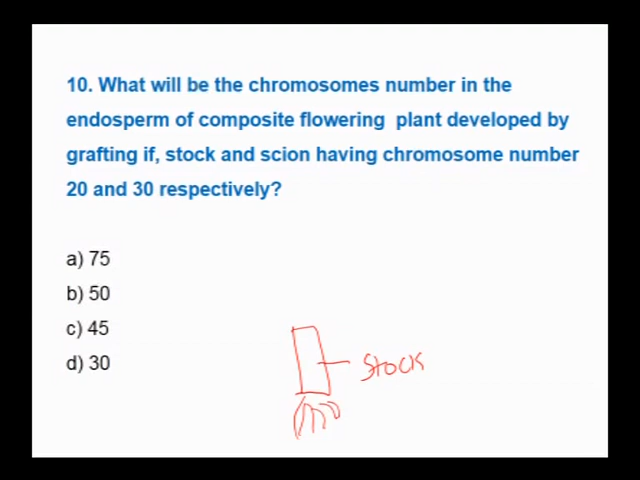 10. What will be the chromosomes number in the
endosperm of composite flowering plant developed by
grafting if, stock and scion having chromosome number
20 and 30 respectively?
a) 75
b) 50
c) 45
d) 30
Stock